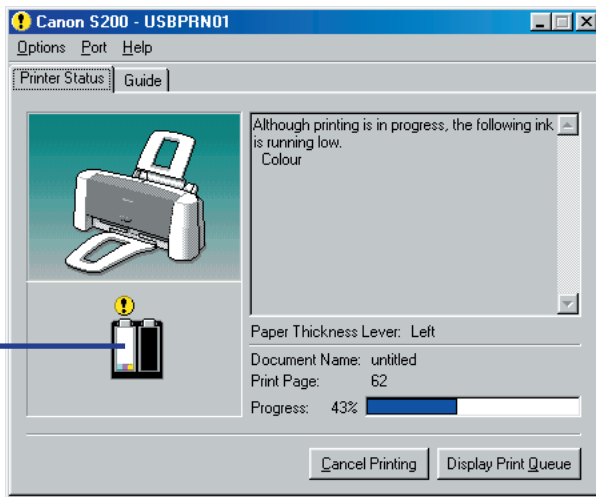 Canon S200 - USBPRN01
Options Port Help
Printer Status Guide
Although printing is in progress, the following ink
is running low.
Colour
Paper Thickness Lever: Left
Document Name: untitled
Print Page: 62
Progress: 43%
Cancel Printing Display Print Queue